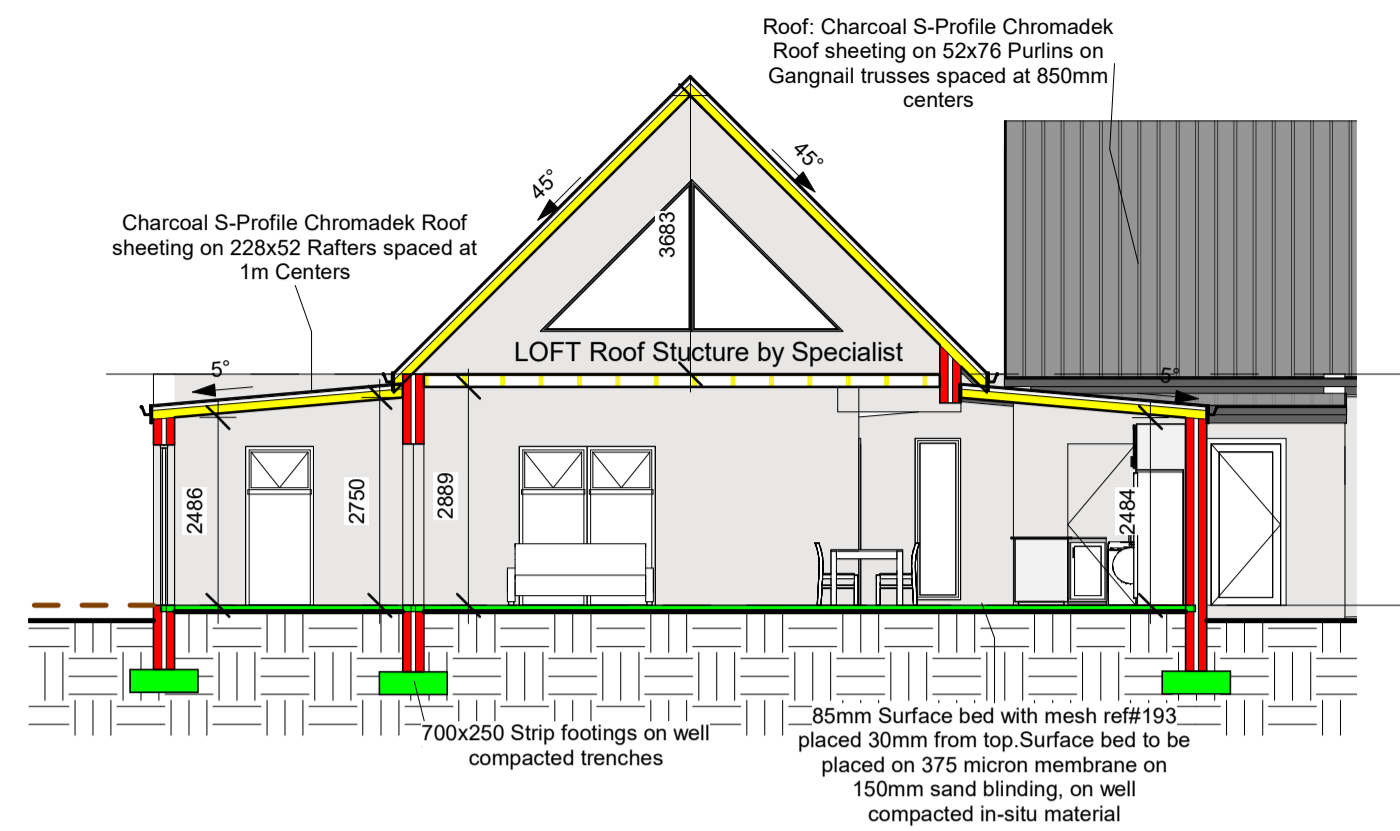 Roof: Charcoal S-Profile Chromadek
Roof sheeting on 52x76 Purlins on
Gangnail trusses spaced at 850mm
centers
45°
45°
Charcoal S-Profile Chromadek Roof
sheeting on 228x52 Rafters spaced at
1m Centers
3683
LOFT Roof Stucture by Specialist
5°
5°
2486
2750
2889
2484
700x250 Strip footings on well
compacted trenches
85mm Surface bed with mesh ref#193
placed 30mm from top.Surface bed to be
placed on 375 micron membrane on
150mm sand blinding, on well
compacted in-situ material